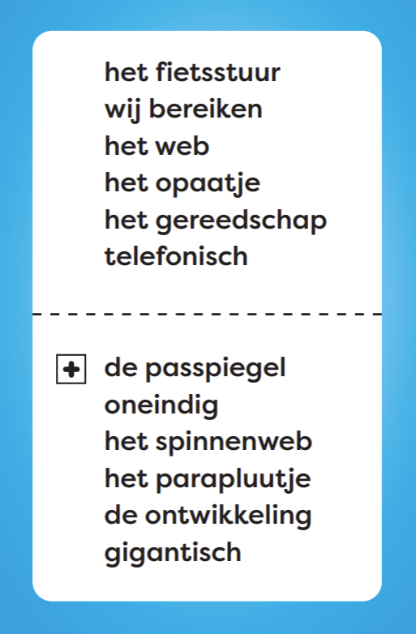 het fietsstuur
wij bereiken
het web
het opaatje
het gereedschap
telefonisch
de passpiegel
oneindig
het spinnenweb
het parapluutje
de ontwikkeling
gigantisch